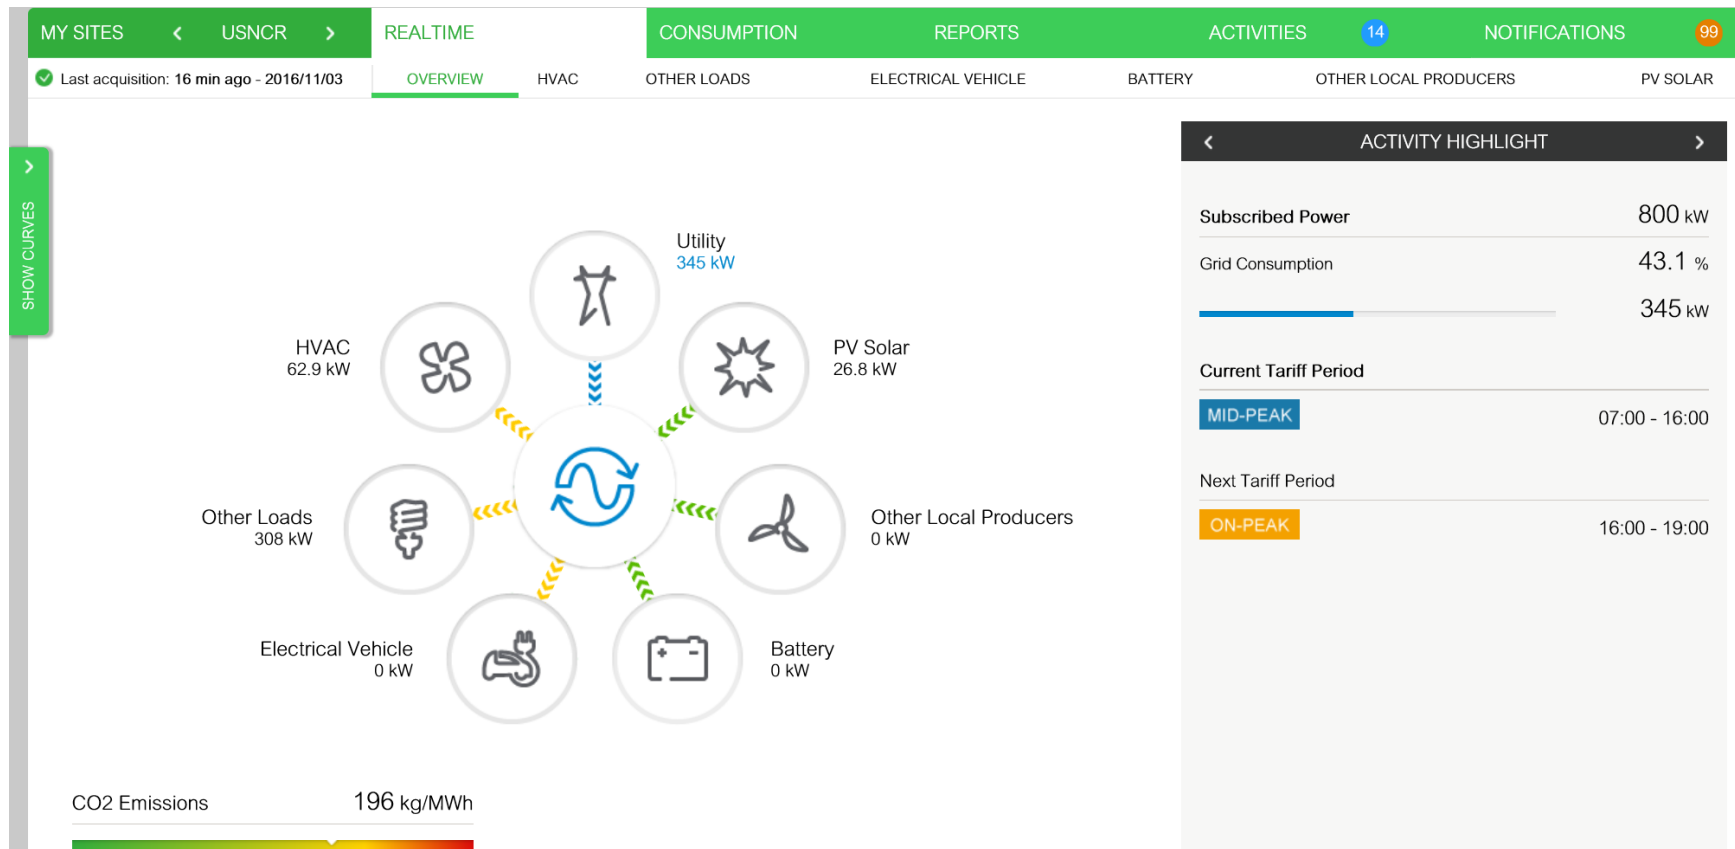 MY SITES USNCR REALTIME CONSUMPTION REPORTS ACTIVITIES 14 NOTIFICATIONS 99
Last acquisition: 16 min ago - 2016/11/03 OVERVIEW HVAC OTHER LOADS ELECTRICAL VEHICLE BATTERY OTHER LOCAL PRODUCERS PV SOLAR
SHOW CURVES
Utility
345 kW
HVAC
62.9 kW
PV Solar
26.8 kW
Other Loads
308 kW
Other Local Producers
0 kW
Electrical Vehicle
0 kW
Battery
0 kW
CO2 Emissions 196 kg/MWh
ACTIVITY HIGHLIGHT
Subscribed Power 800 kW
Grid Consumption 43.1 %
345 kW
Current Tariff Period
MID-PEAK 07:00 - 16:00
Next Tariff Period
ON-PEAK 16:00 - 19:00